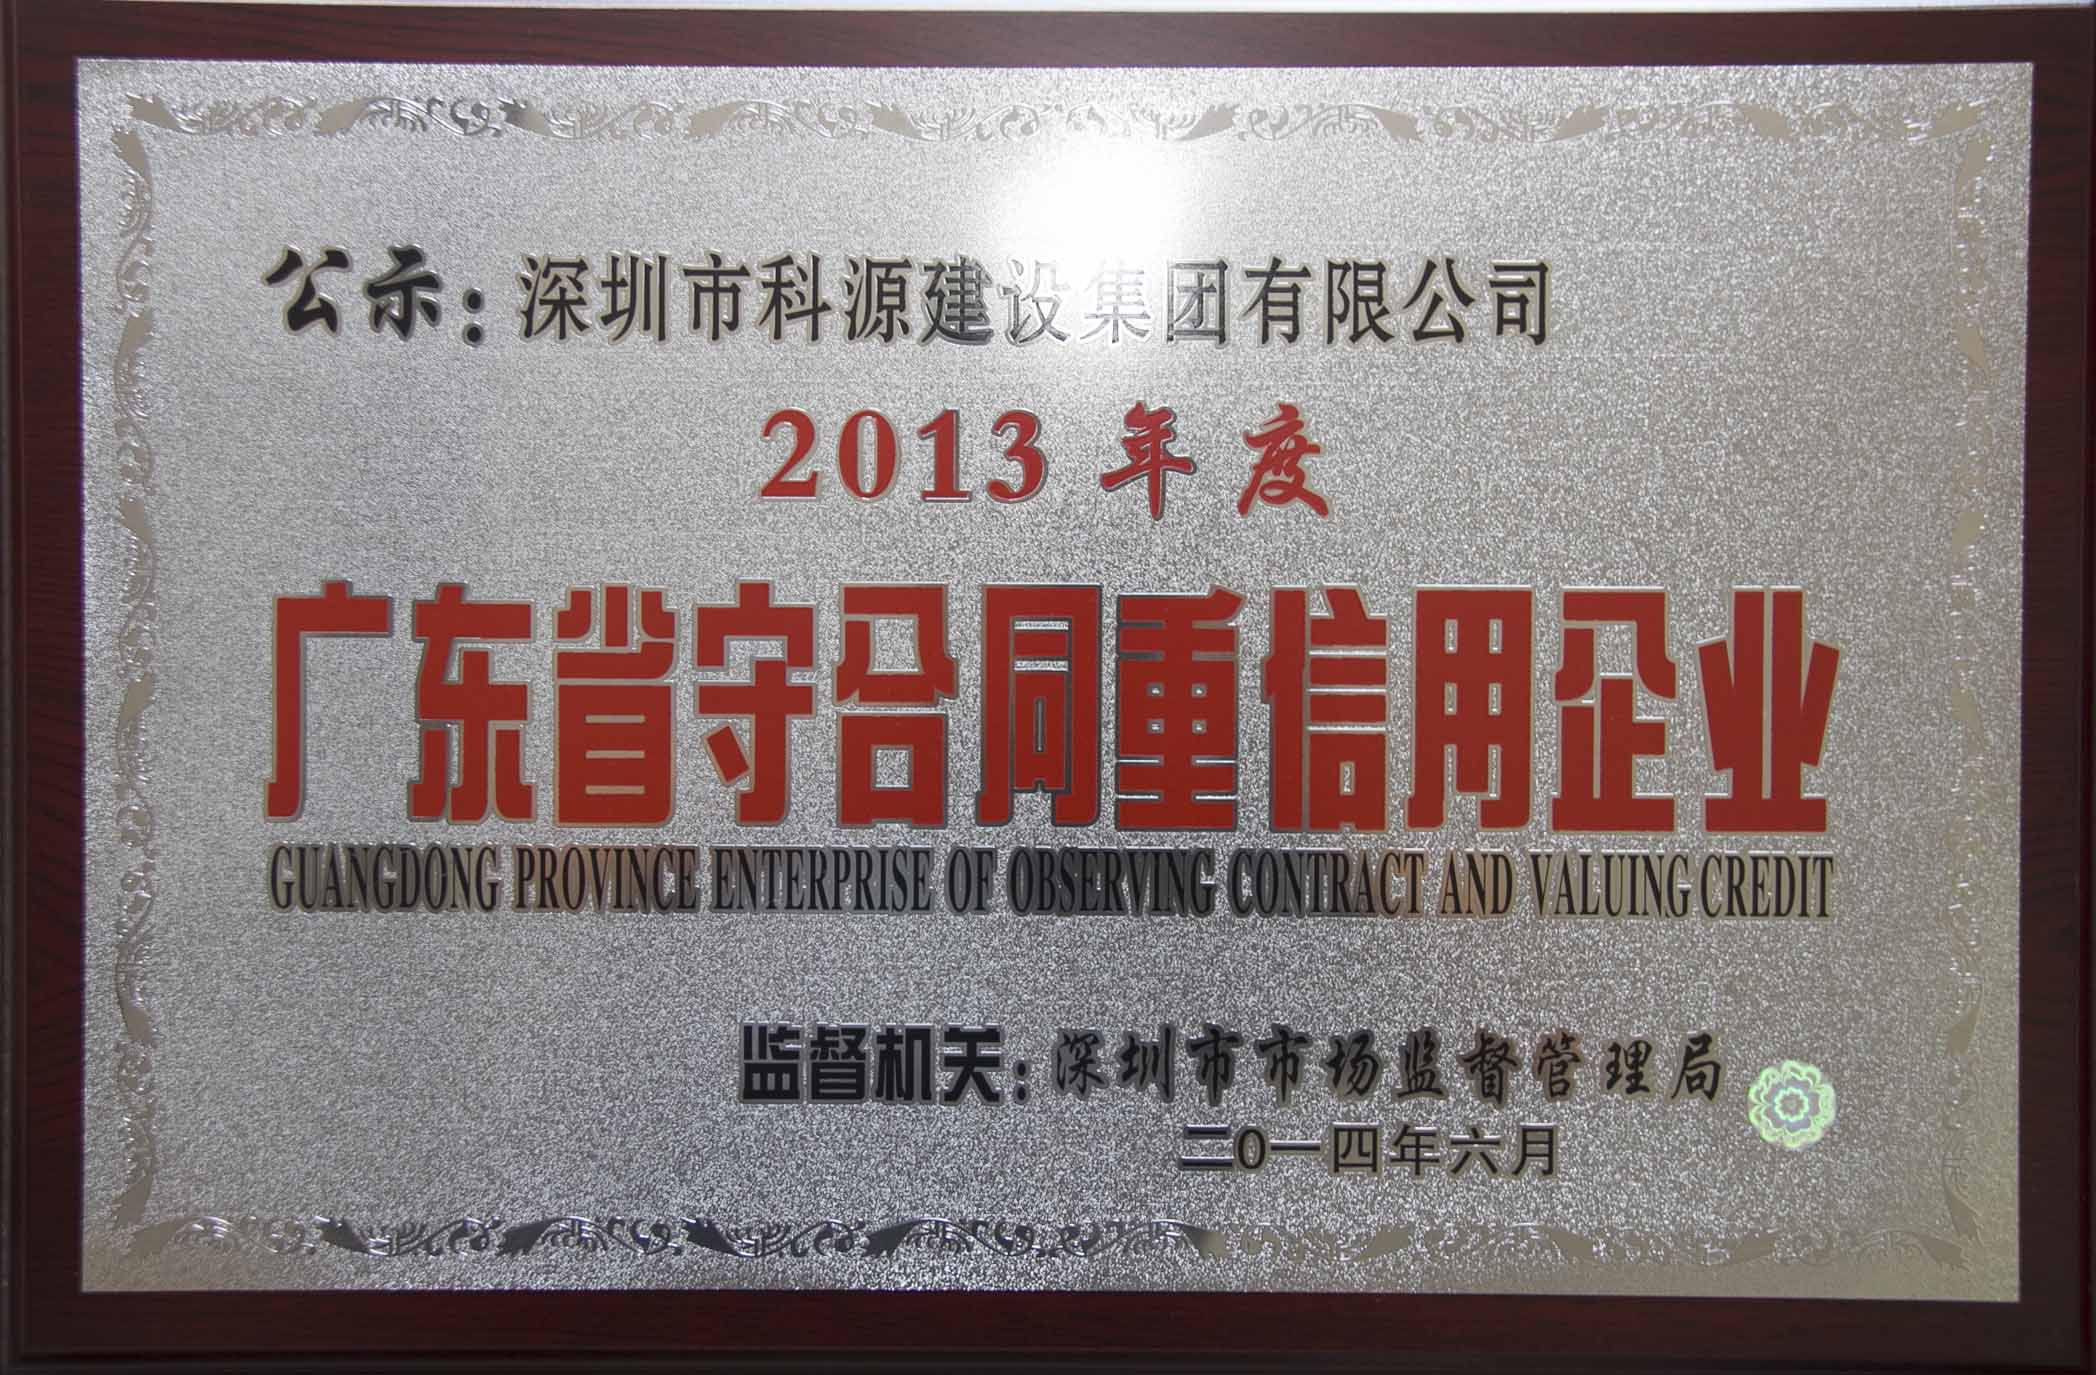 公示：深圳市科源建设集团有限公司
2013 年度
广东省守合同重信用企业
GUANGDONG PROVINCE ENTERPRISE OF OBSERVING CONTRACT AND VALUING CREDIT
监督机关：深圳市市场监督管理局
二0一四年六月